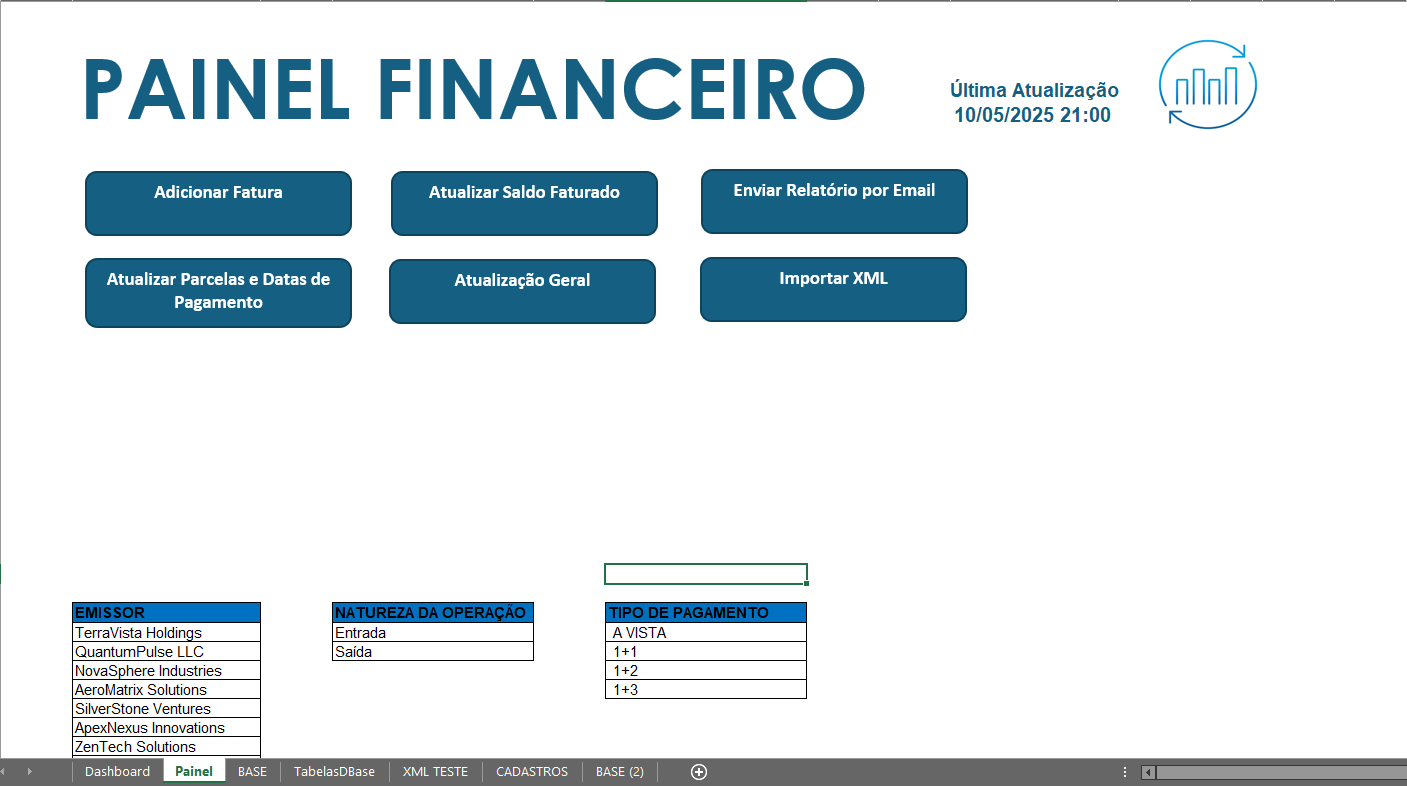 PAINEL FINANCEIRO
Última Atualização
10/05/2025 21:00
Adicionar Fatura
Atualizar Saldo Faturado
Enviar Relatório por Email
Atualizar Parcelas e Datas de
Pagamento
Atualização Geral
Importar XML
EMISSOR
TerraVista Holdings
QuantumPulse LLC
NovaSphere Industries
AeroMatrix Solutions
SilverStone Ventures
ApexNexus Innovations
ZenTech Solutions
NATUREZA DA OPERAÇÃO
Entrada
Saída
TIPO DE PAGAMENTO
A VISTA
1+1
1+2
1+3
Dashboard
Painel
BASE
TabelasDBase
XML TESTE
CADASTROS
BASE (2)